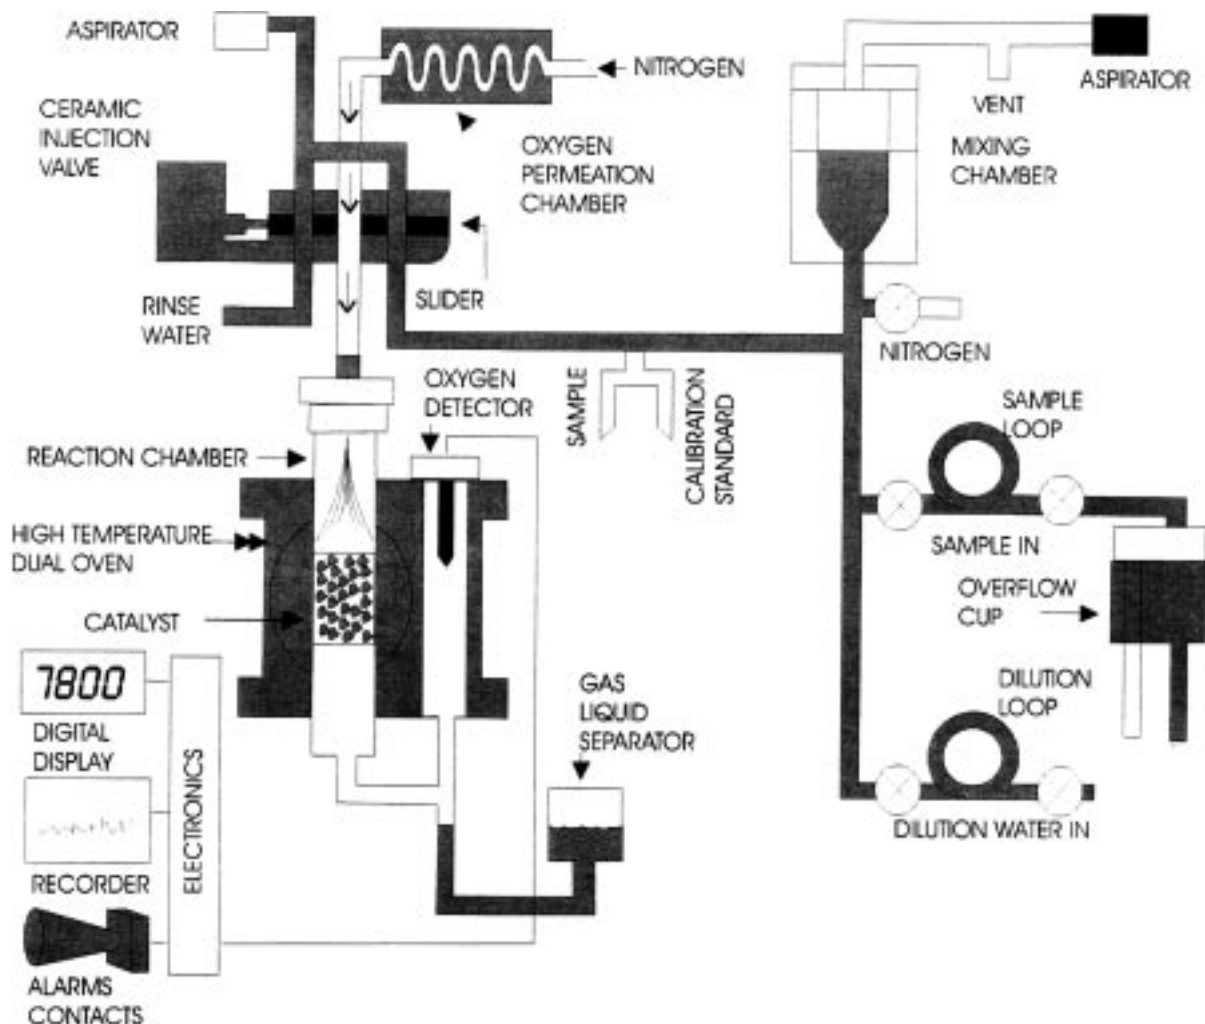 ASPIRATOR
NITROGEN
ASPIRATOR
VENT
CERAMIC
INJECTION
VALVE
OXYGEN
PERMEATION
CHAMBER
MIXING
CHAMBER
RINSE
WATER
SLIDER
NITROGEN
OXYGEN
DETECTOR
SAMPLE
CALIBRATION
STANDARD
SAMPLE
LOOP
REACTION CHAMBER
HIGH TEMPERATURE
DUAL OVEN
SAMPLE IN
OVERFLOW
CUP
CATALYST
7800
DIGITAL
DISPLAY
GAS
LIQUID
SEPARATOR
DILUTION
LOOP
ELECTRONICS
DILUTION WATER IN
RECORDER
ALARMS
CONTACTS